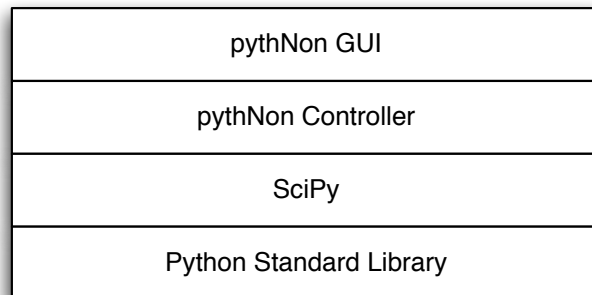 pythNon GUI
pythNon Controller
SciPy
Python Standard Library